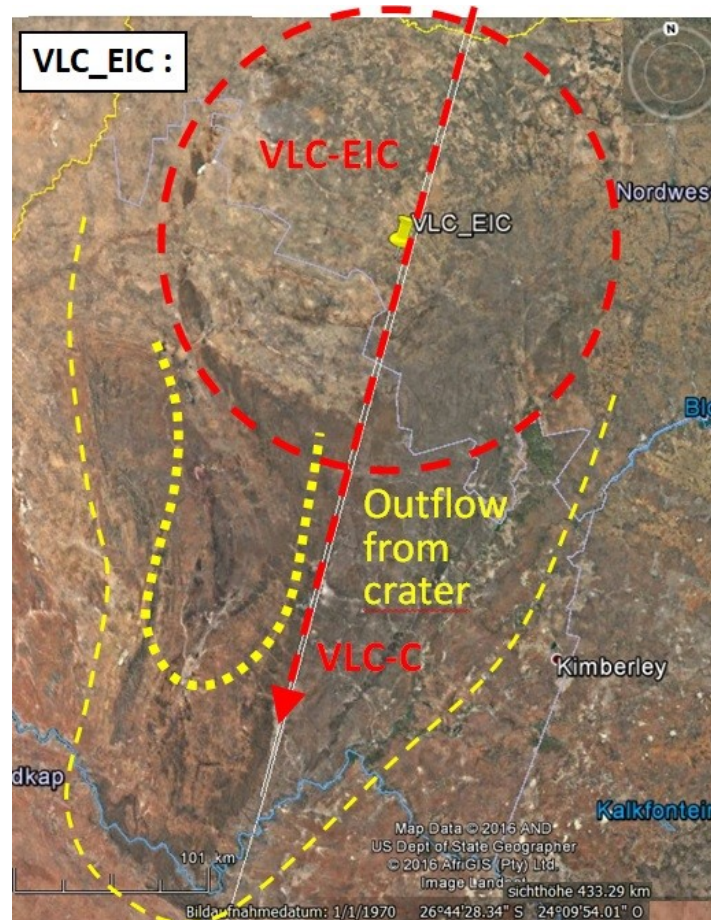 VLC_EIC :
VLC-EIC
Nordwes
VLC_EIC
Blo
Outflow
from
crater
VLC-C
Kimberley
dkap
Kalkfontein
Map Data © 2016 AND
US Dept of State Geographer
101 km
© 2016 AfriGIS (Pty) Ltd.
Image Landsat
sichthöhe 433.29 km
Bildaufnahmedatum: 1/1/1970 26°44'28.34" S 24°09'54.01" O
N